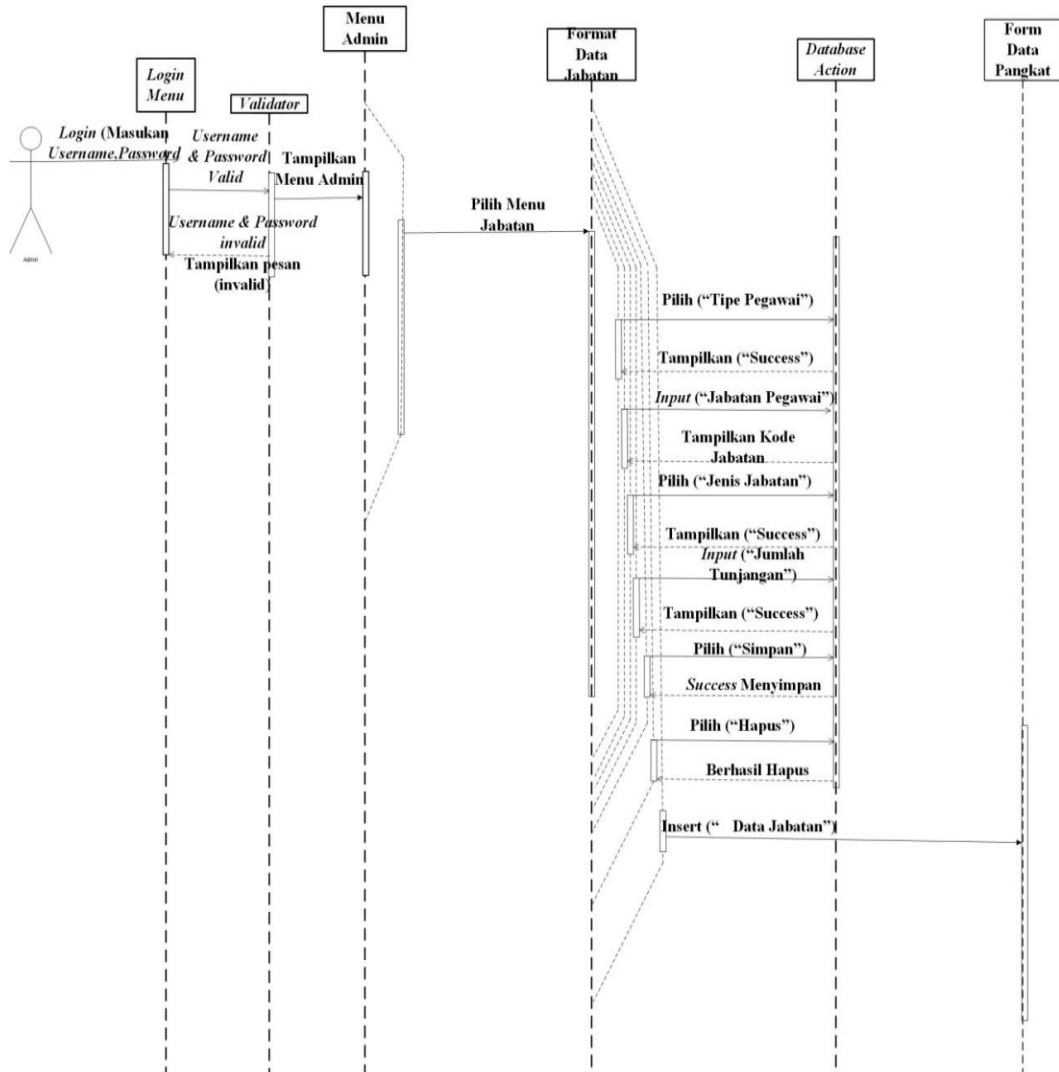 Menu
Admin
Format
Data
Jabatan
Form
Data
Pangkat
Database
Action
Login
Menu
Validator
Login (Masukan
Username,Password
Username
& Password
Valid
Tampilkan
Menu Admin
Username & Password
invalid
Tampilkan pesan
(invalid)
Admin
Pilih Menu
Jabatan
Pilih (“Tipe Pegawai”)
Tampilkan (“Success”)
Input (“Jabatan Pegawai”)
Tampilkan Kode
Jabatan
Pilih (“Jenis Jabatan”)
Tampilkan (“Success”)
Input (“Jumlah
Tunjangan”)
Tampilkan (“Success”)
Pilih (“Simpan”)
Success Menyimpan
Pilih (“Hapus”)
Berhasil Hapus
Insert (“ Data Jabatan”)